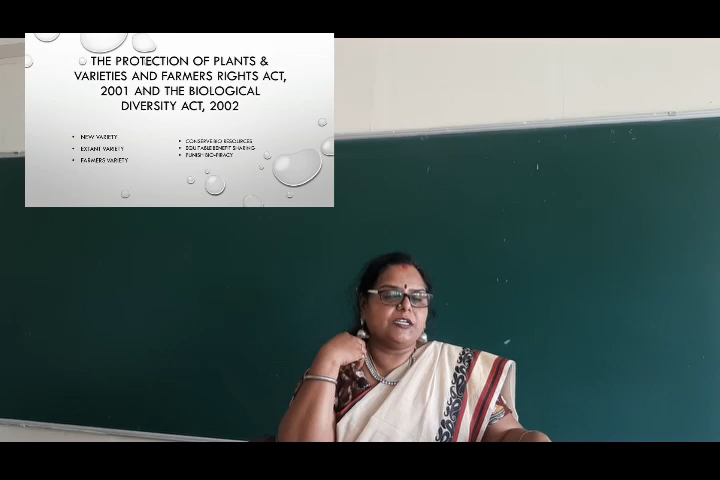 THE PROTECTION OF PLANTS &
VARIETIES AND FARMERS RIGHTS ACT,
2001 AND THE BIOLOGICAL
DIVERSITY ACT, 2002
• NEW VARIETY
• EXTANT VARIETY
• FARMERS VARIETY
• CONSERVE BIO RESOURCES
• EQUITABLE BENEFIT SHARING
• PUNISH BIO-PIRACY